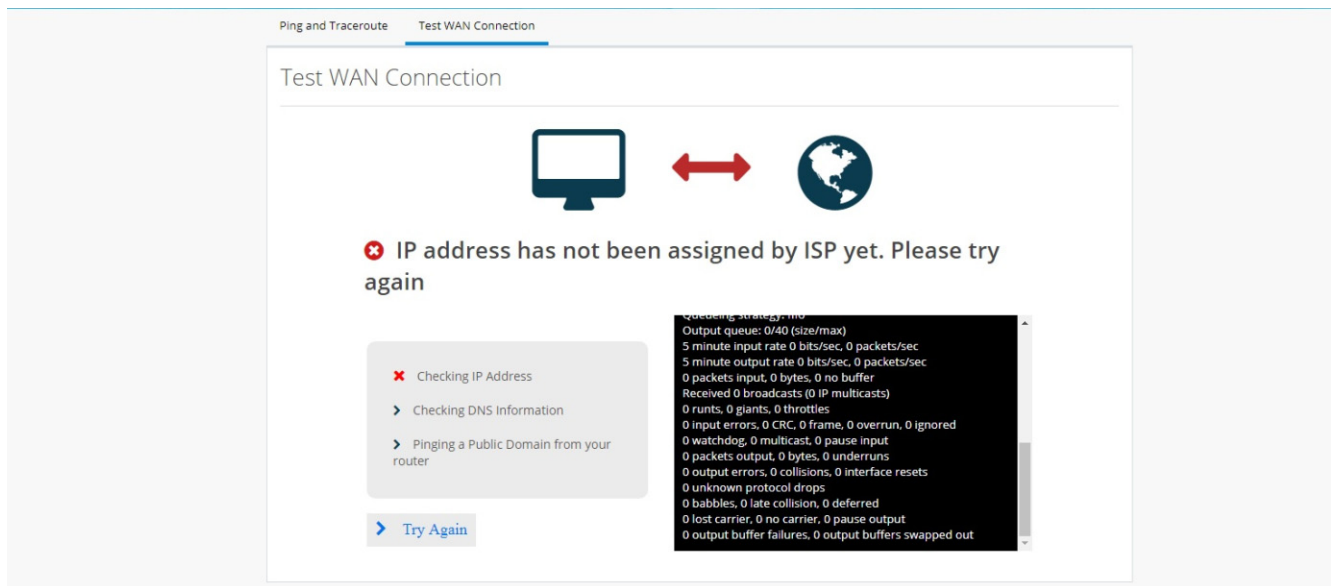 Ping and Traceroute
Test WAN Connection
Test WAN Connection
IP address has not been assigned by ISP yet. Please try
again
Checking IP Address
Checking DNS Information
Pinging a Public Domain from your
router
Try Again
Queueing strategy: fifo
Output queue: 0/40 (size/max)
5 minute input rate 0 bits/sec, 0 packets/sec
5 minute output rate 0 bits/sec, 0 packets/sec
0 packets input, 0 bytes, 0 no buffer
Received 0 broadcasts (0 IP multicasts)
0 runts, 0 giants, 0 throttles
0 input errors, 0 CRC, 0 frame, 0 overrun, 0 ignored
0 watchdog, 0 multicast, 0 pause input
0 packets output, 0 bytes, 0 underruns
0 output errors, 0 collisions, 0 interface resets
0 unknown protocol drops
0 babbles, 0 late collision, 0 deferred
0 lost carrier, 0 no carrier, 0 pause output
0 output buffer failures, 0 output buffers swapped out